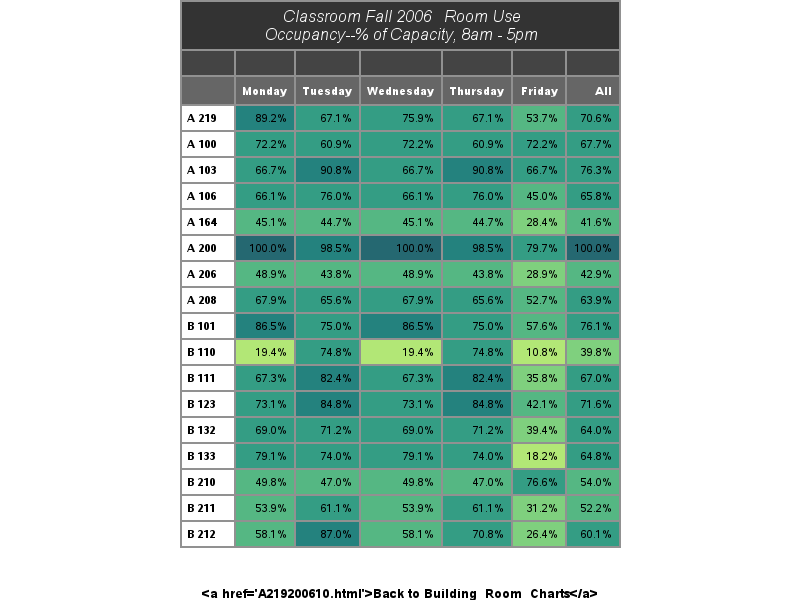 Classroom Fall 2006 Room Use
Occupancy--% of Capacity, 8am - 5pm
Monday Tuesday Wednesday Thursday Friday All
A 219 89.2% 67.1% 75.9% 67.1% 53.7% 70.6%
A 100 72.2% 60.9% 72.2% 60.9% 72.2% 67.7%
A 103 66.7% 90.8% 66.7% 90.8% 66.7% 76.3%
A 106 66.1% 76.0% 66.1% 76.0% 45.0% 65.8%
A 164 45.1% 44.7% 45.1% 44.7% 28.4% 41.6%
A 200 100.0% 98.5% 100.0% 98.5% 79.7% 100.0%
A 206 48.9% 43.8% 48.9% 43.8% 28.9% 42.9%
A 208 67.9% 65.6% 67.9% 65.6% 52.7% 63.9%
B 101 86.5% 75.0% 86.5% 75.0% 57.6% 76.1%
B 110 19.4% 74.8% 19.4% 74.8% 10.8% 39.8%
B 111 67.3% 82.4% 67.3% 82.4% 35.8% 67.0%
B 123 73.1% 84.8% 73.1% 84.8% 42.1% 71.6%
B 132 69.0% 71.2% 69.0% 71.2% 39.4% 64.0%
B 133 79.1% 74.0% 79.1% 74.0% 18.2% 64.8%
B 210 49.8% 47.0% 49.8% 47.0% 76.6% 54.0%
B 211 53.9% 61.1% 53.9% 61.1% 31.2% 52.2%
B 212 58.1% 87.0% 58.1% 70.8% 26.4% 60.1%
<a href='A219200610.html'>Back to Building Room Charts</a>